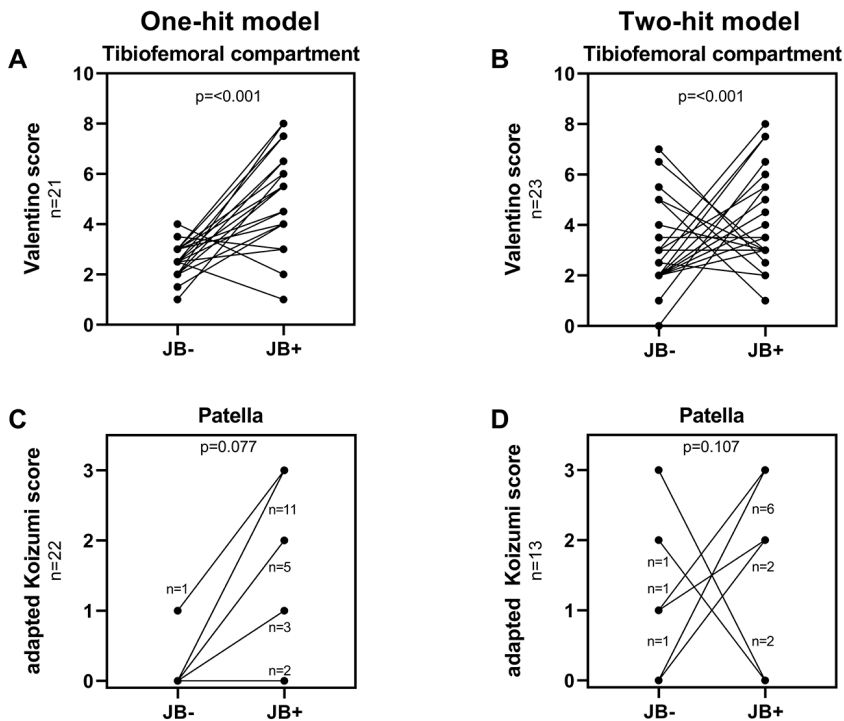 One-hit model
Two-hit model
A
Tibiofemoral compartment
p=<0.001
Valentino score
n=21
10
8
6
4
2
0
JB-
JB+
B
Tibiofemoral compartment
p=<0.001
Valentino score
n=23
10
8
6
4
2
0
JB-
JB+
C
Patella
p=0.077
adapted Koizumi score
n=22
3
2
1
0
n=1
n=11
n=5
n=3
n=2
JB-
JB+
D
Patella
p=0.107
adapted Koizumi score
n=13
3
2
1
0
n=1
n=1
n=1
n=6
n=2
n=2
JB-
JB+